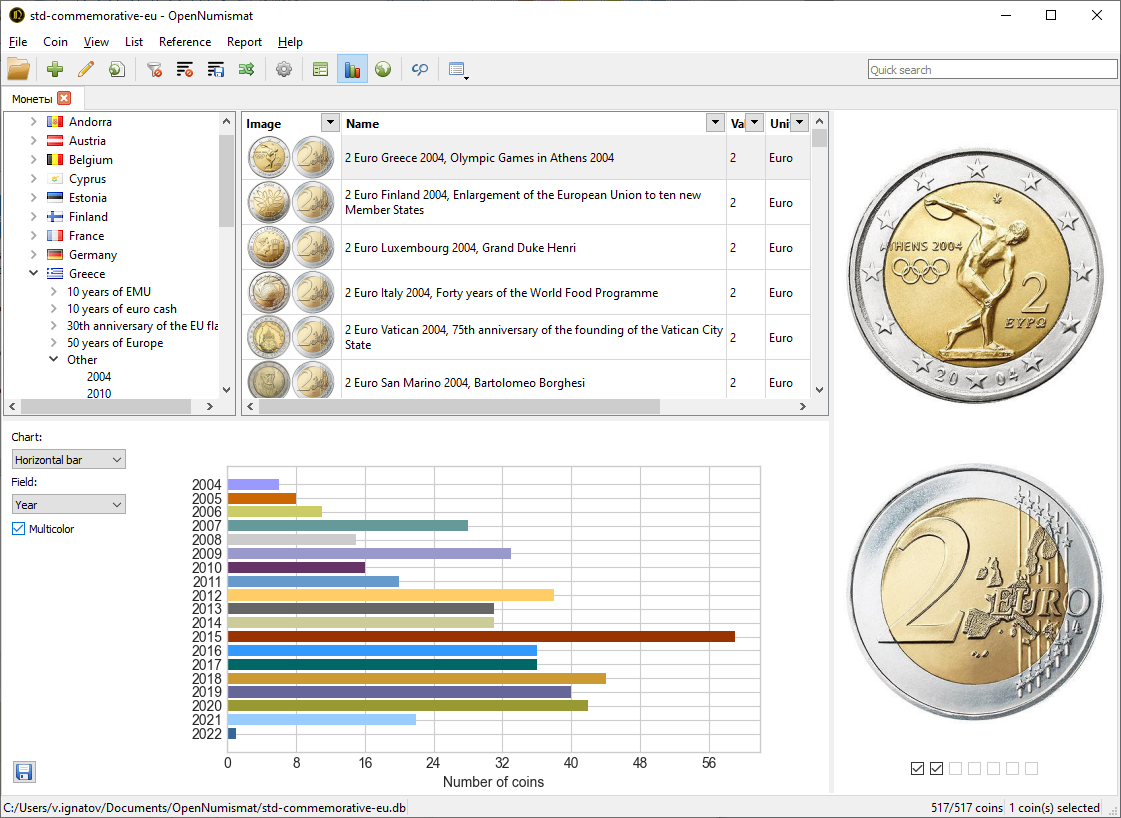 std-commemorative-eu - OpenNumismat
File Coin View List Reference Report Help
Quick search
Монеты
Andorra
Austria
Belgium
Cyprus
Estonia
Finland
France
Germany
Greece
10 years of EMU
10 years of euro cash
30th anniversary of the EU fla
50 years of Europe
Other
2004
2010
Image Name Va Uni
2 Euro Greece 2004, Olympic Games in Athens 2004 2 Euro
2 Euro Finland 2004, Enlargement of the European Union to ten new 2 Euro
Member States
2 Euro Luxembourg 2004, Grand Duke Henri 2 Euro
2 Euro Italy 2004, Forty years of the World Food Programme 2 Euro
2 Euro Vatican 2004, 75th anniversary of the founding of the Vatican City 2 Euro
State
2 Euro San Marino 2004, Bartolomeo Borghesi 2 Euro
ATHENS 2004
2
ΕΥΡΩ
20 04
2 EURO
Chart:
Horizontal bar
Field:
Year
Multicolor
2004
2005
2006
2007
2008
2009
2010
2011
2012
2013
2014
2015
2016
2017
2018
2019
2020
2021
2022
0 8 16 24 32 40 48 56
Number of coins
C:/Users/v.ignatov/Documents/OpenNumismat/std-commemorative-eu.db
517/517 coins 1 coin(s) selected